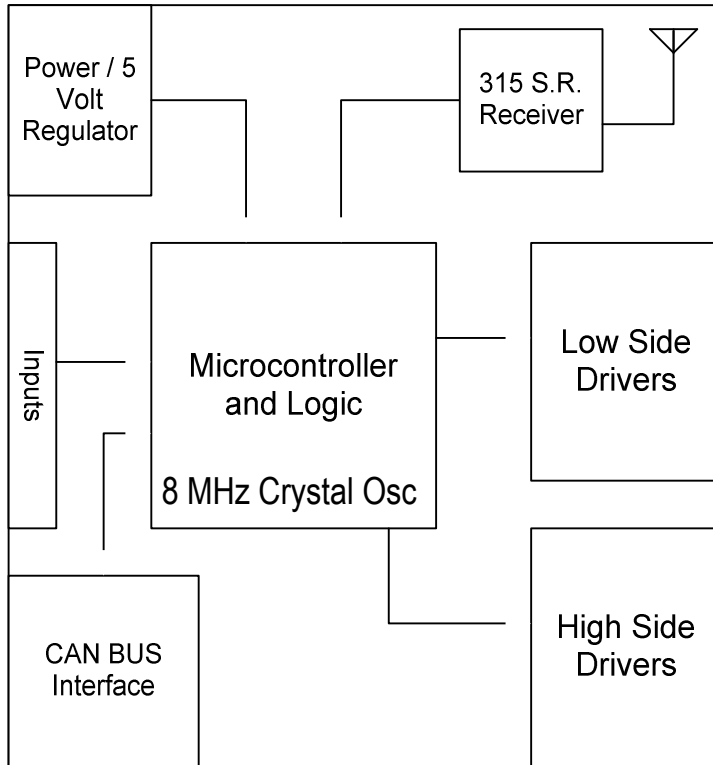 Power / 5
Volt
Regulator
315 S.R.
Receiver
Inputs
Microcontroller
and Logic
8 MHz Crystal Osc
Low Side
Drivers
CAN BUS
Interface
High Side
Drivers